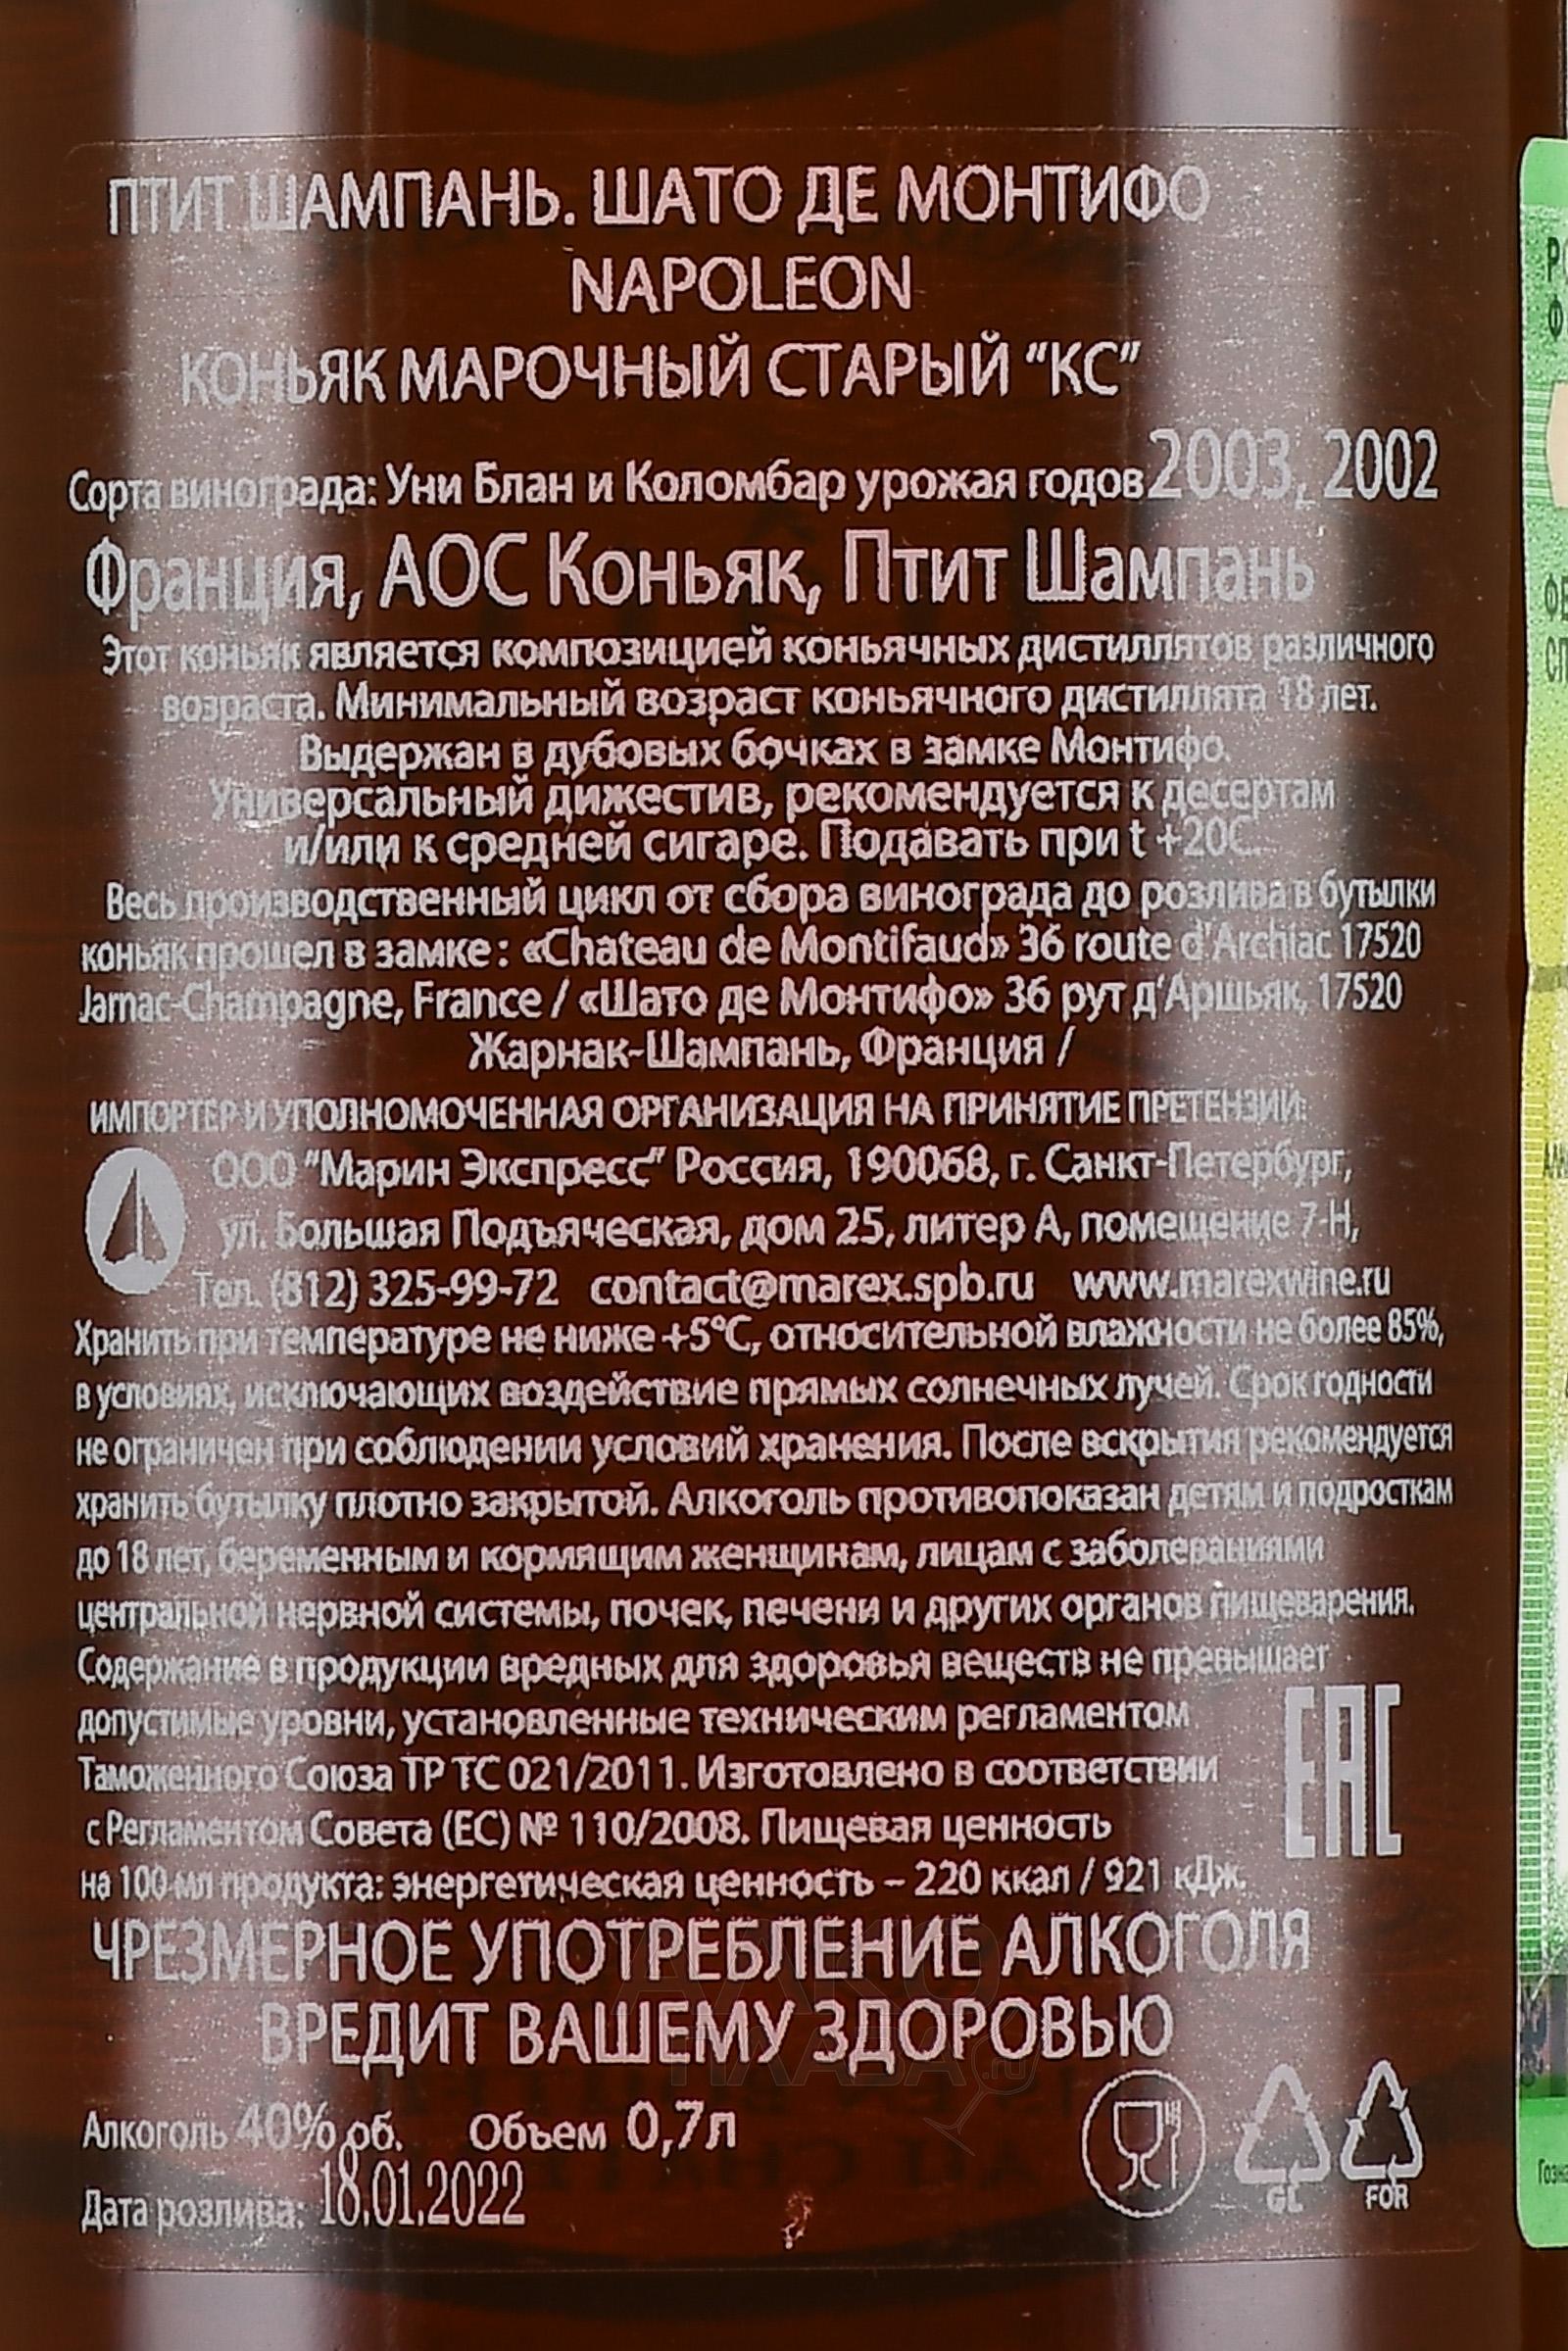 ПТИТ ШАМПАНЬ. ШАТО ДЕ МОНТИФО
NAPOLEON
КОНЬЯК МАРОЧНЫЙ СТАРЫЙ "КС"
Сорта винограда: Уни Блан и Коломбар урожая годов 2003, 2002
Франция, АОС Коньяк, Птит Шампань
Этот коньяк является композицией коньячных дистиллятов различного
возраста. Минимальный возраст коньячного дистиллята 18 лет.
Выдержан в дубовых бочках в замке Монтифо.
Универсальный дижестив, рекомендуется к десертам
и/или к средней сигаре. Подавать при t +20С.
Весь производственный цикл от сбора винограда до розлива в бутылки
коньяк прошел в замке: «Chateau de Montifaud» 36 route d'Archiac 17520
Jarnac-Champagne, France / «Шато де Монтифо» 36 рут д'Аршьяк, 17520
Жарнак-Шампань, Франция /
ИМПОРТЕР И УПОЛНОМОЧЕННАЯ ОРГАНИЗАЦИЯ НА ПРИНЯТИЕ ПРЕТЕНЗИЙ:
ООО "Марин Экспресс" Россия, 190068, г. Санкт-Петербург,
ул. Большая Подъяческая, дом 25, литер А, помещение 7-Н,
Тел. (812) 325-99-72 contact@marex.spb.ru www.marexwine.ru
Хранить при температуре не ниже +5°С, относительной влажности не более 85%,
в условиях, исключающих воздействие прямых солнечных лучей. Срок годности
не ограничен при соблюдении условий хранения. После вскрытия рекомендуется
хранить бутылку плотно закрытой. Алкоголь противопоказан детям и подросткам
до 18 лет, беременным и кормящим женщинам, лицам с заболеваниями
центральной нервной системы, почек, печени и других органов пищеварения.
Содержание в продукции вредных для здоровья веществ не превышает
допустимые уровни, установленные техническим регламентом
Таможенного Союза ТР ТС 021/2011. Изготовлено в соответствии
с Регламентом Совета (ЕС) № 110/2008. Пищевая ценность
на 100 мл продукта: энергетическая ценность – 220 ккал / 921 кДж.
EAC
ЧРЕЗМЕРНОЕ УПОТРЕБЛЕНИЕ АЛКОГОЛЯ
ВРЕДИТ ВАШЕМУ ЗДОРОВЬЮ
Алкоголь 40% об. Объем 0,7л
Дата розлива: 18.01.2022
GL FOR